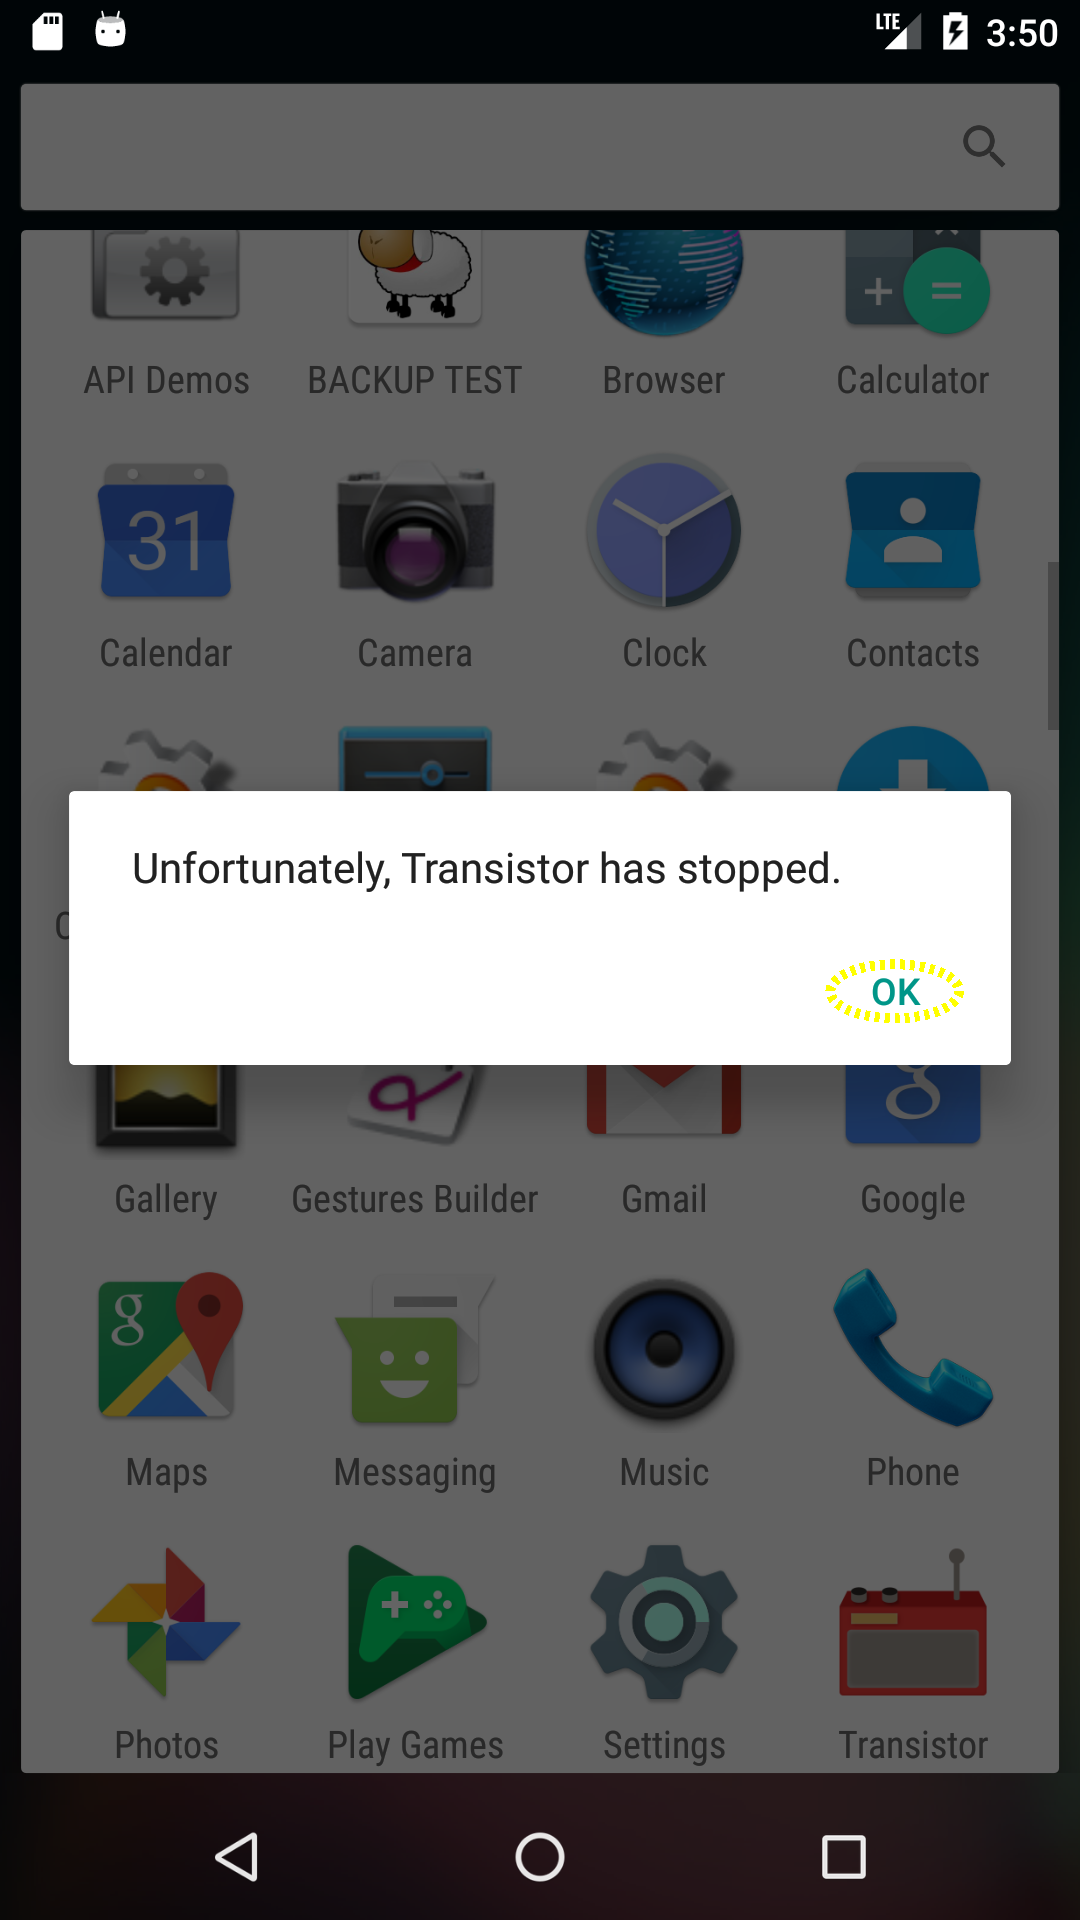 LTE 3:50
API Demos BACKUP TEST Browser Calculator
31
Calendar Camera Clock Contacts
Unfortunately, Transistor has stopped.
OK
Gallery Gestures Builder Gmail Google
g
Maps Messaging Music Phone
Photos Play Games Settings Transistor